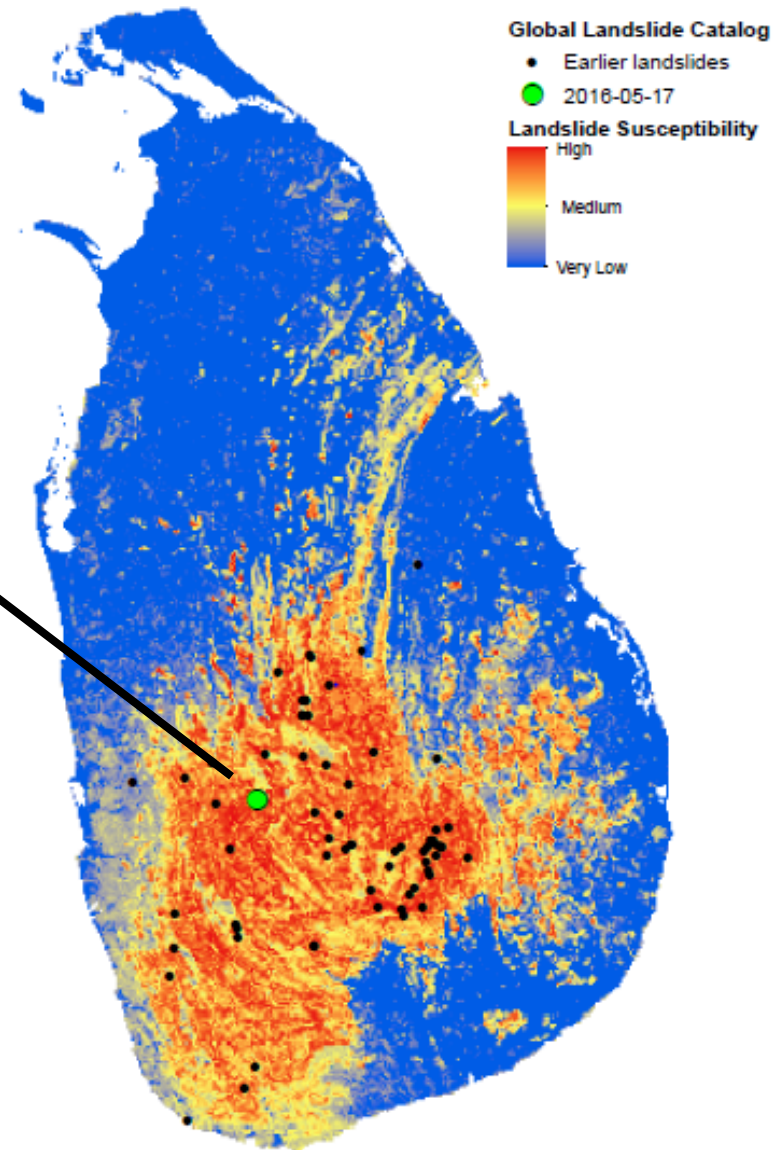 Global Landslide Catalog
Earlier landslides
2016-05-17
Landslide Susceptibility
High
Medium
Very Low